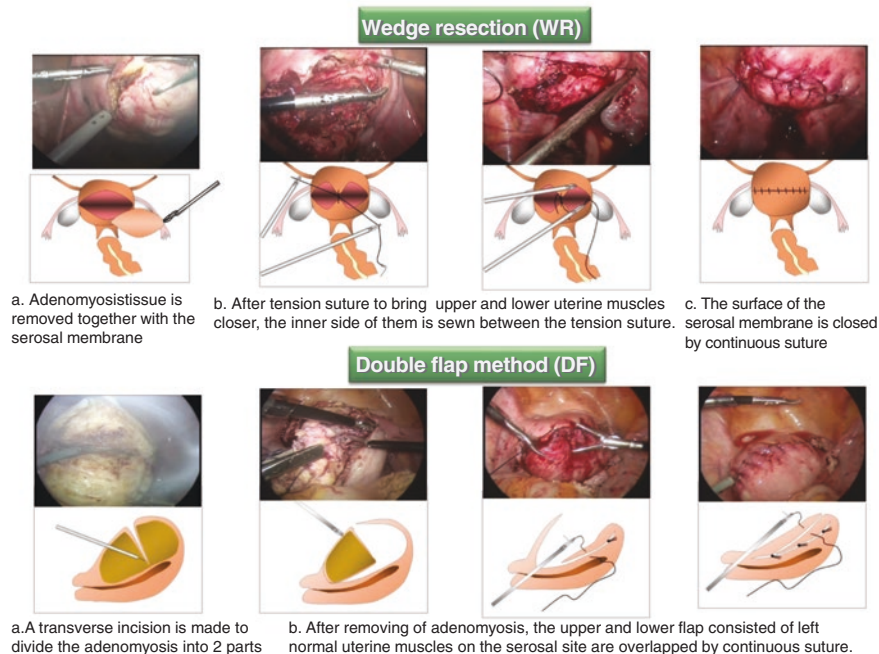 Wedge resection (WR)
a. Adenomyosistissue is
removed together with the
serosal membrane
b. After tension suture to bring upper and lower uterine muscles
closer, the inner side of them is sewn between the tension suture.
c. The surface of the
serosal membrane is closed
by continuous suture
Double flap method (DF)
a.A transverse incision is made to
divide the adenomyosis into 2 parts
b. After removing of adenomyosis, the upper and lower flap consisted of left
normal uterine muscles on the serosal site are overlapped by continuous suture.